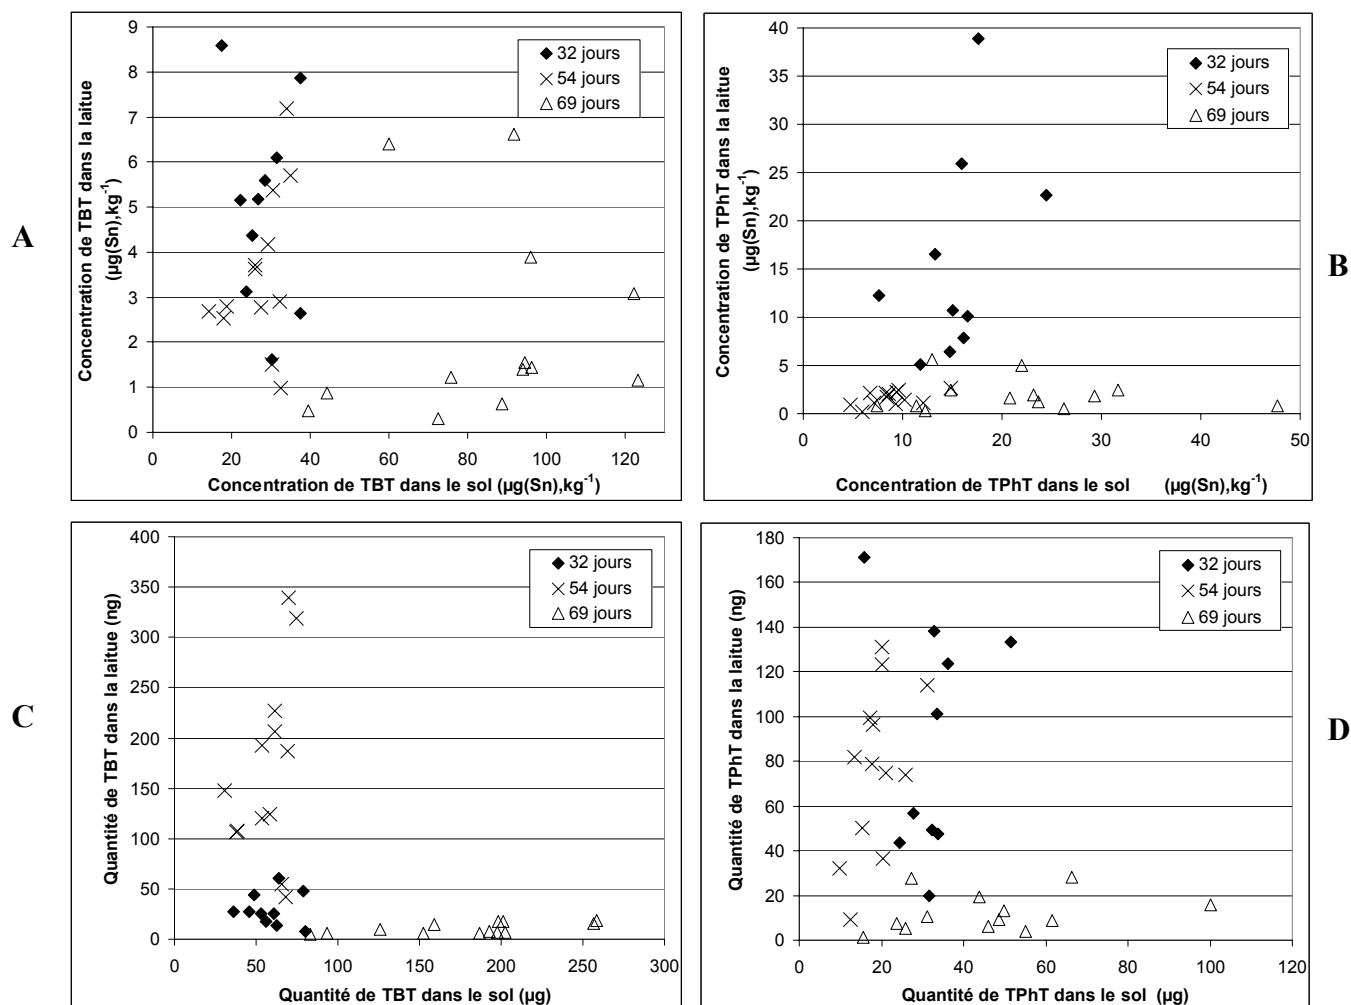 A
Concentration de TBT dans la laitue
(µg(Sn),kg-1)
9
8
7
6
5
4
3
2
1
0
0 20 40 60 80 100 120
Concentration de TBT dans le sol (µg(Sn),kg-1)
32 jours
54 jours
69 jours
B
Concentration de TPhT dans la laitue
(µg(Sn),kg-1)
40
35
30
25
20
15
10
5
0
0 10 20 30 40 50
Concentration de TPhT dans le sol (µg(Sn),kg-1)
32 jours
54 jours
69 jours
C
Quantité de TBT dans la laitue (ng)
400
350
300
250
200
150
100
50
0
0 50 100 150 200 250 300
Quantité de TBT dans le sol (µg)
32 jours
54 jours
69 jours
D
Quantité de TPhT dans la laitue (ng)
180
160
140
120
100
80
60
40
20
0
0 20 40 60 80 100 120
Quantité de TPhT dans le sol (µg)
32 jours
54 jours
69 jours